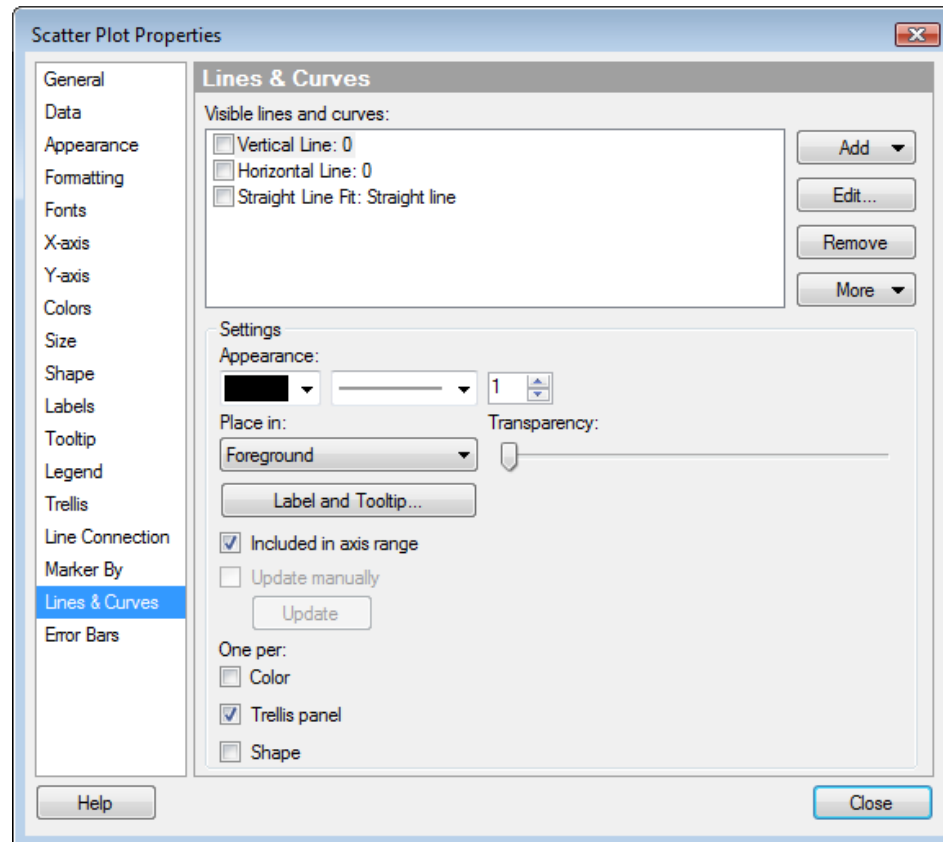 Scatter Plot Properties
General
Data
Appearance
Formatting
Fonts
X-axis
Y-axis
Colors
Size
Shape
Labels
Tooltip
Legend
Trellis
Line Connection
Marker By
Lines & Curves
Error Bars
Lines & Curves
Visible lines and curves:
Vertical Line: 0
Horizontal Line: 0
Straight Line Fit: Straight line
Add
Edit...
Remove
More
Settings
Appearance:
1
Place in:
Transparency:
Foreground
Label and Tooltip...
Included in axis range
Update manually
Update
One per:
Color
Trellis panel
Shape
Help
Close